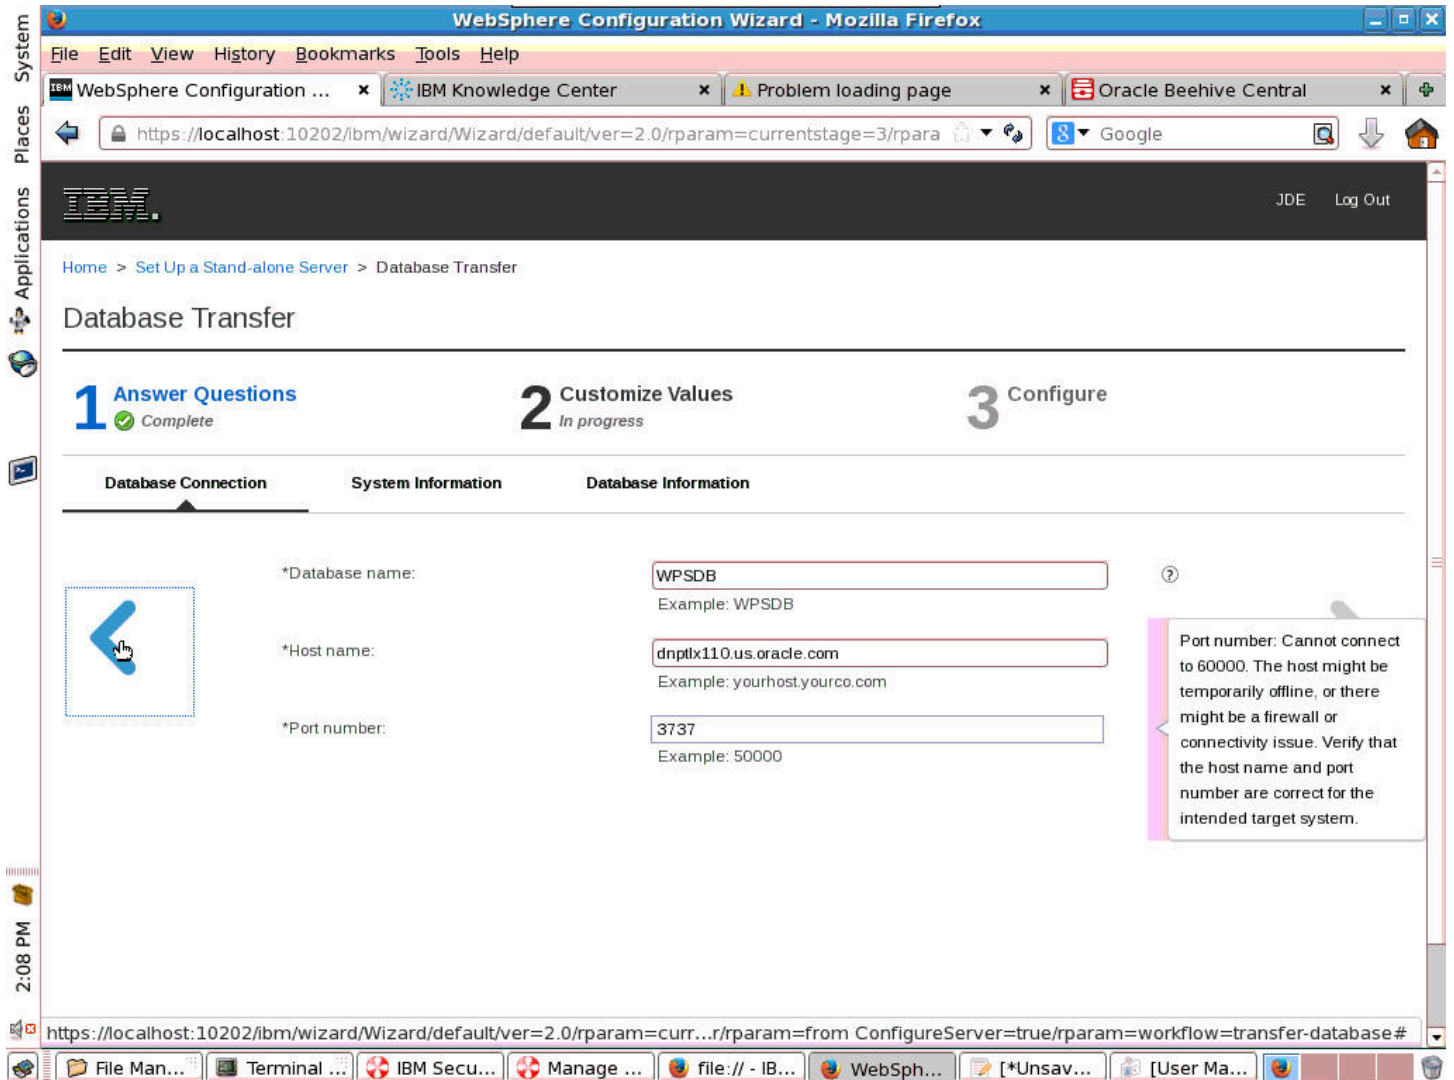 WebSphere Configuration Wizard - Mozilla Firefox
System
Places
Applications
2:08 PM
File Edit View History Bookmarks Tools Help
WebSphere Configuration ...
IBM Knowledge Center
Problem loading page
Oracle Beehive Central
https://localhost:10202/ibm/wizard/Wizard/default/ver=2.0/rparam=currentstage=3/rpara
Google
IBM.
JDE Log Out
Home > Set Up a Stand-alone Server > Database Transfer
Database Transfer
1 Answer Questions
Complete
2 Customize Values
In progress
3 Configure
Database Connection
System Information
Database Information
*Database name:
WPSDB
?
Example: WPSDB
*Host name:
dnptlx110.us.oracle.com
Example: yourhost.yourco.com
*Port number:
3737
Example: 50000
Port number: Cannot connect
to 60000. The host might be
temporarily offline, or there
might be a firewall or
connectivity issue. Verify that
the host name and port
number are correct for the
intended target system.
https://localhost:10202/ibm/wizard/Wizard/default/ver=2.0/rparam=curr...r/rparam=from ConfigureServer=true/rparam=workflow=transfer-database#
File Man...
Terminal ...
IBM Secu...
Manage ...
file:// - IB...
WebSph...
[*Unsav...
[User Ma...